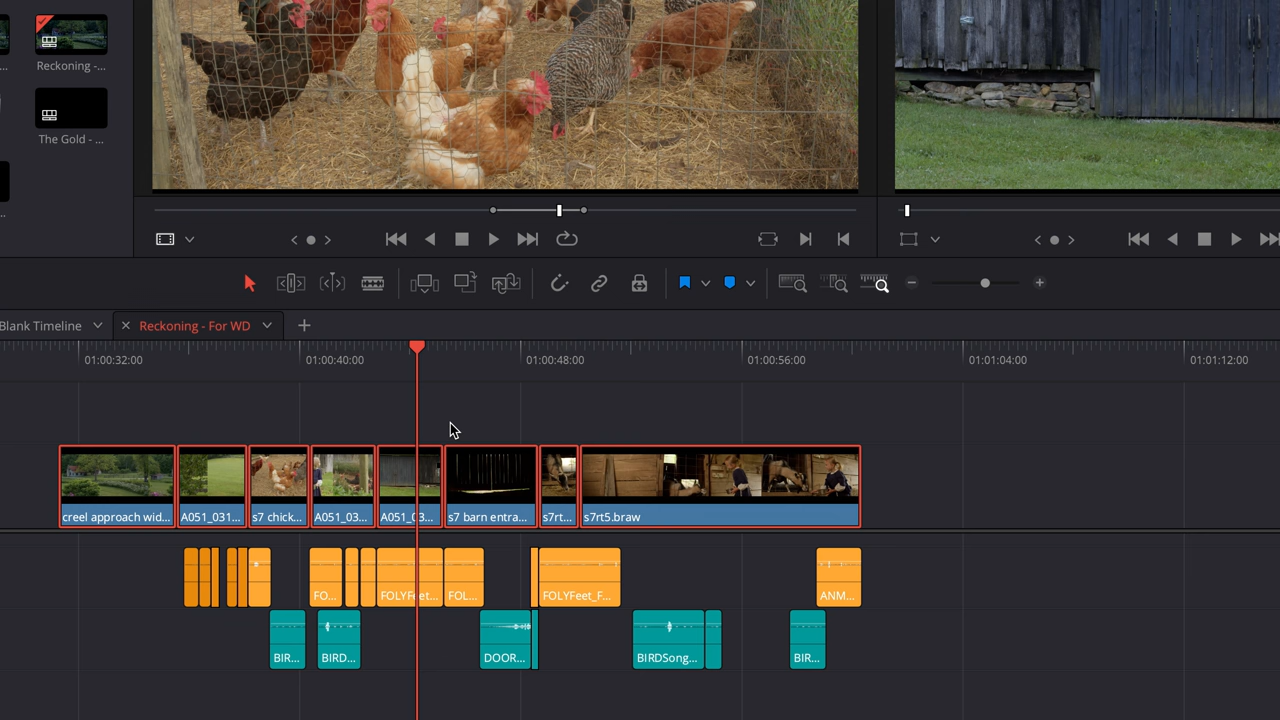 Reckoning -...
The Gold - ...
Blank Timeline
Reckoning - For WD
01:00:32:00
01:00:40:00
01:00:48:00
01:00:56:00
01:01:04:00
01:01:12:00
creel approach wid...
A051_031...
s7 chick...
A051_03...
A051_03...
s7 barn entra...
s7rt...
s7rt5.braw
FO...
FOLYFeet...
FOL...
FOLYFeet_F...
ANM...
BIR...
BIRD...
DOOR...
BIRDSong...
BIR...